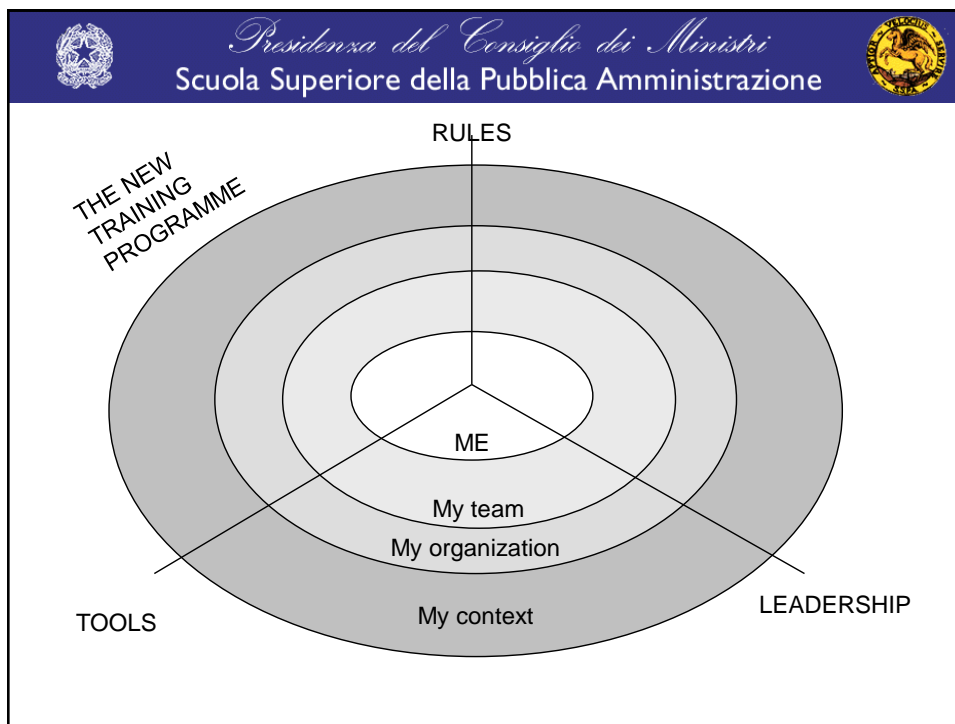 Presidenza del Consiglio dei Ministri
Scuola Superiore della Pubblica Amministrazione
SSPA
RULES
THE NEW
TRAINING
PROGRAMME
ME
My team
My organization
My context
TOOLS
LEADERSHIP